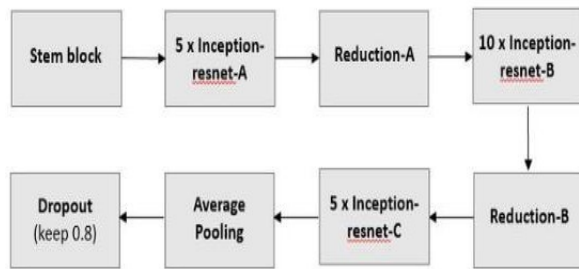 Stem block
5 x Inception-
resnet-A
Reduction-A
10 x Inception-
resnet-B
Reduction-B
5 x Inception-
resnet-C
Average
Pooling
Dropout
(keep 0.8)